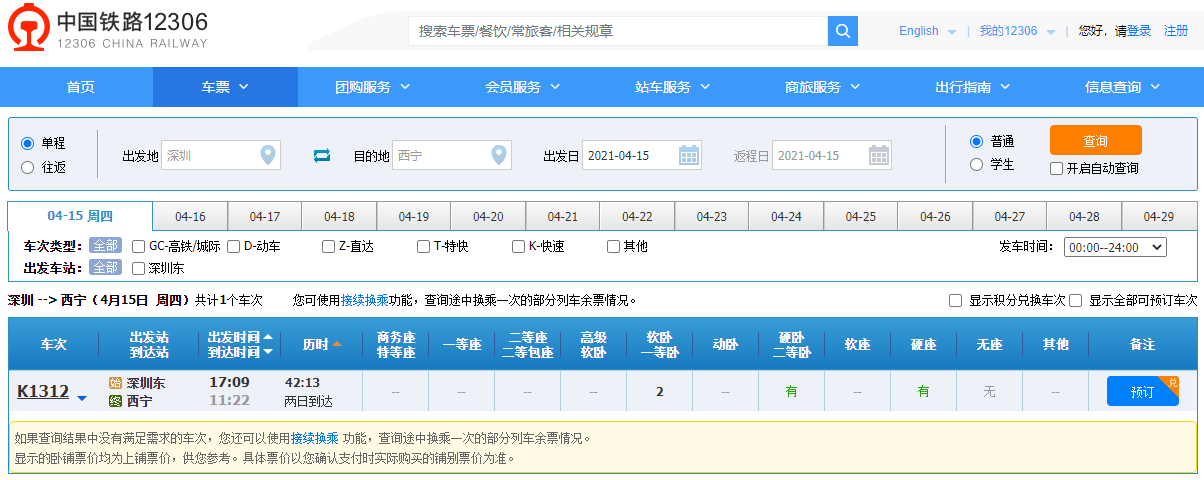 中国铁路12306
12306 CHINA RAILWAY
搜索车票/餐饮/常旅客/相关规章
English | 我的12306 | 您好，请登录 注册
首页 车票 团购服务 会员服务 站车服务 商旅服务 出行指南 信息查询
单程
往返
出发地 深圳 目的地 西宁 出发日 2021-04-15 返程日 2021-04-15
普通
学生
查询
开启自动查询
04-15 周四 04-16 04-17 04-18 04-19 04-20 04-21 04-22 04-23 04-24 04-25 04-26 04-27 04-28 04-29
车次类型： 全部 GC-高铁/城际 D-动车 Z-直达 T-特快 K-快速 其他 发车时间： 00:00--24:00
出发车站： 全部 深圳东
深圳 --> 西宁（4月15日 周四）共计1个车次 您可使用接续换乘功能，查询途中换乘一次的部分列车余票情况。 显示积分兑换车次 显示全部可预订车次
车次 出发站 出发时间 历时 商务座 一等座 二等座 高级 软卧 动卧 硬卧 软座 硬座 无座 其他 备注
到达站 到达时间 特等座 二等包座 软卧 一等卧 二等卧
K1312 始 深圳东 17:09 42:13 -- -- -- -- 2 -- 有 -- 有 无 -- 预订 兑
终 西宁 11:22 两日到达
如果查询结果中没有满足需求的车次，您还可以使用接续换乘 功能，查询途中换乘一次的部分列车余票情况。
显示的卧铺票价均为上铺票价，供您参考。具体票价以您确认支付时实际购买的铺别票价为准。